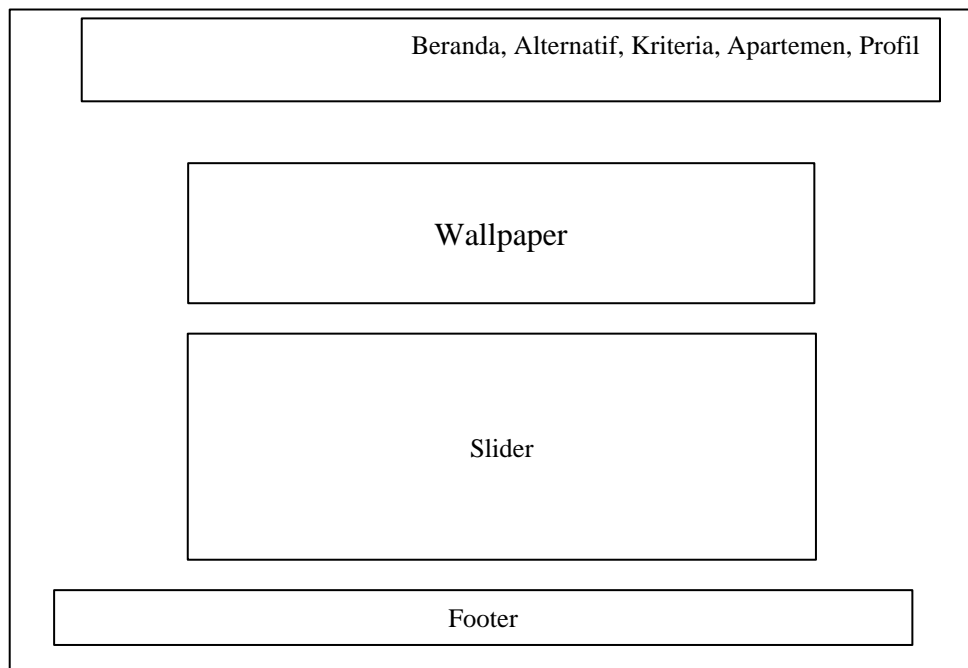 Beranda, Alternatif, Kriteria, Apartemen, Profil
Wallpaper
Slider
Footer